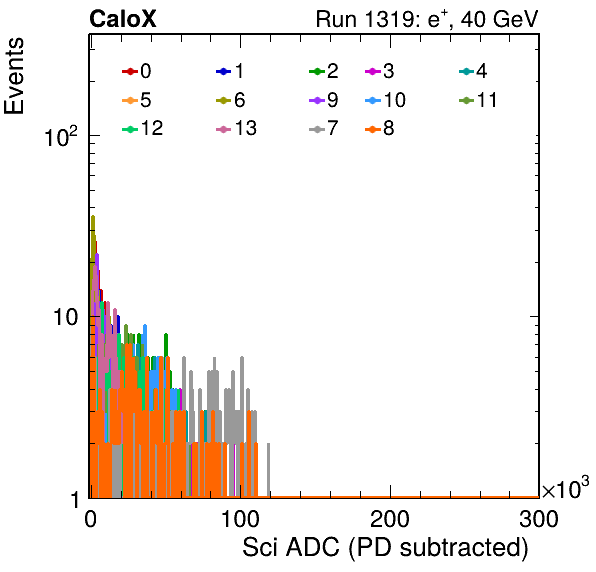 CaloX Run 1319: e⁺, 40 GeV
Events
0 1 2 3 4
5 6 9 10 11
12 13 7 8
10²
10
1
0 100 200 300
×10³
Sci ADC (PD subtracted)